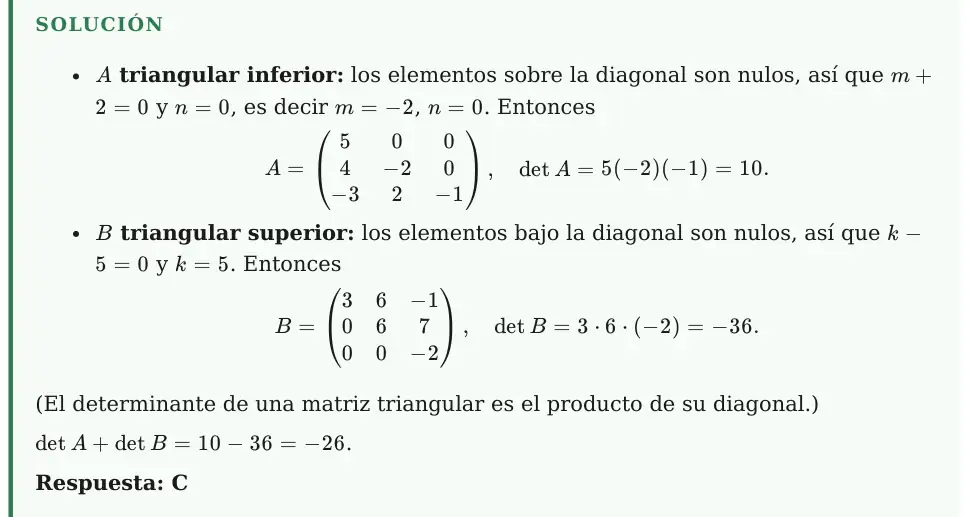 SOLUCIÓN
• A triangular inferior: los elementos sobre la diagonal son nulos, así que m +
2 = 0 y n = 0, es decir m = −2, n = 0. Entonces
A = ( 5 0 0
4 −2 0
−3 2 −1 ), det A = 5(−2)(−1) = 10.
• B triangular superior: los elementos bajo la diagonal son nulos, así que k −
5 = 0 y k = 5. Entonces
B = ( 3 6 −1
0 6 7
0 0 −2 ), det B = 3 · 6 · (−2) = −36.
(El determinante de una matriz triangular es el producto de su diagonal.)
det A + det B = 10 − 36 = −26.
Respuesta: C